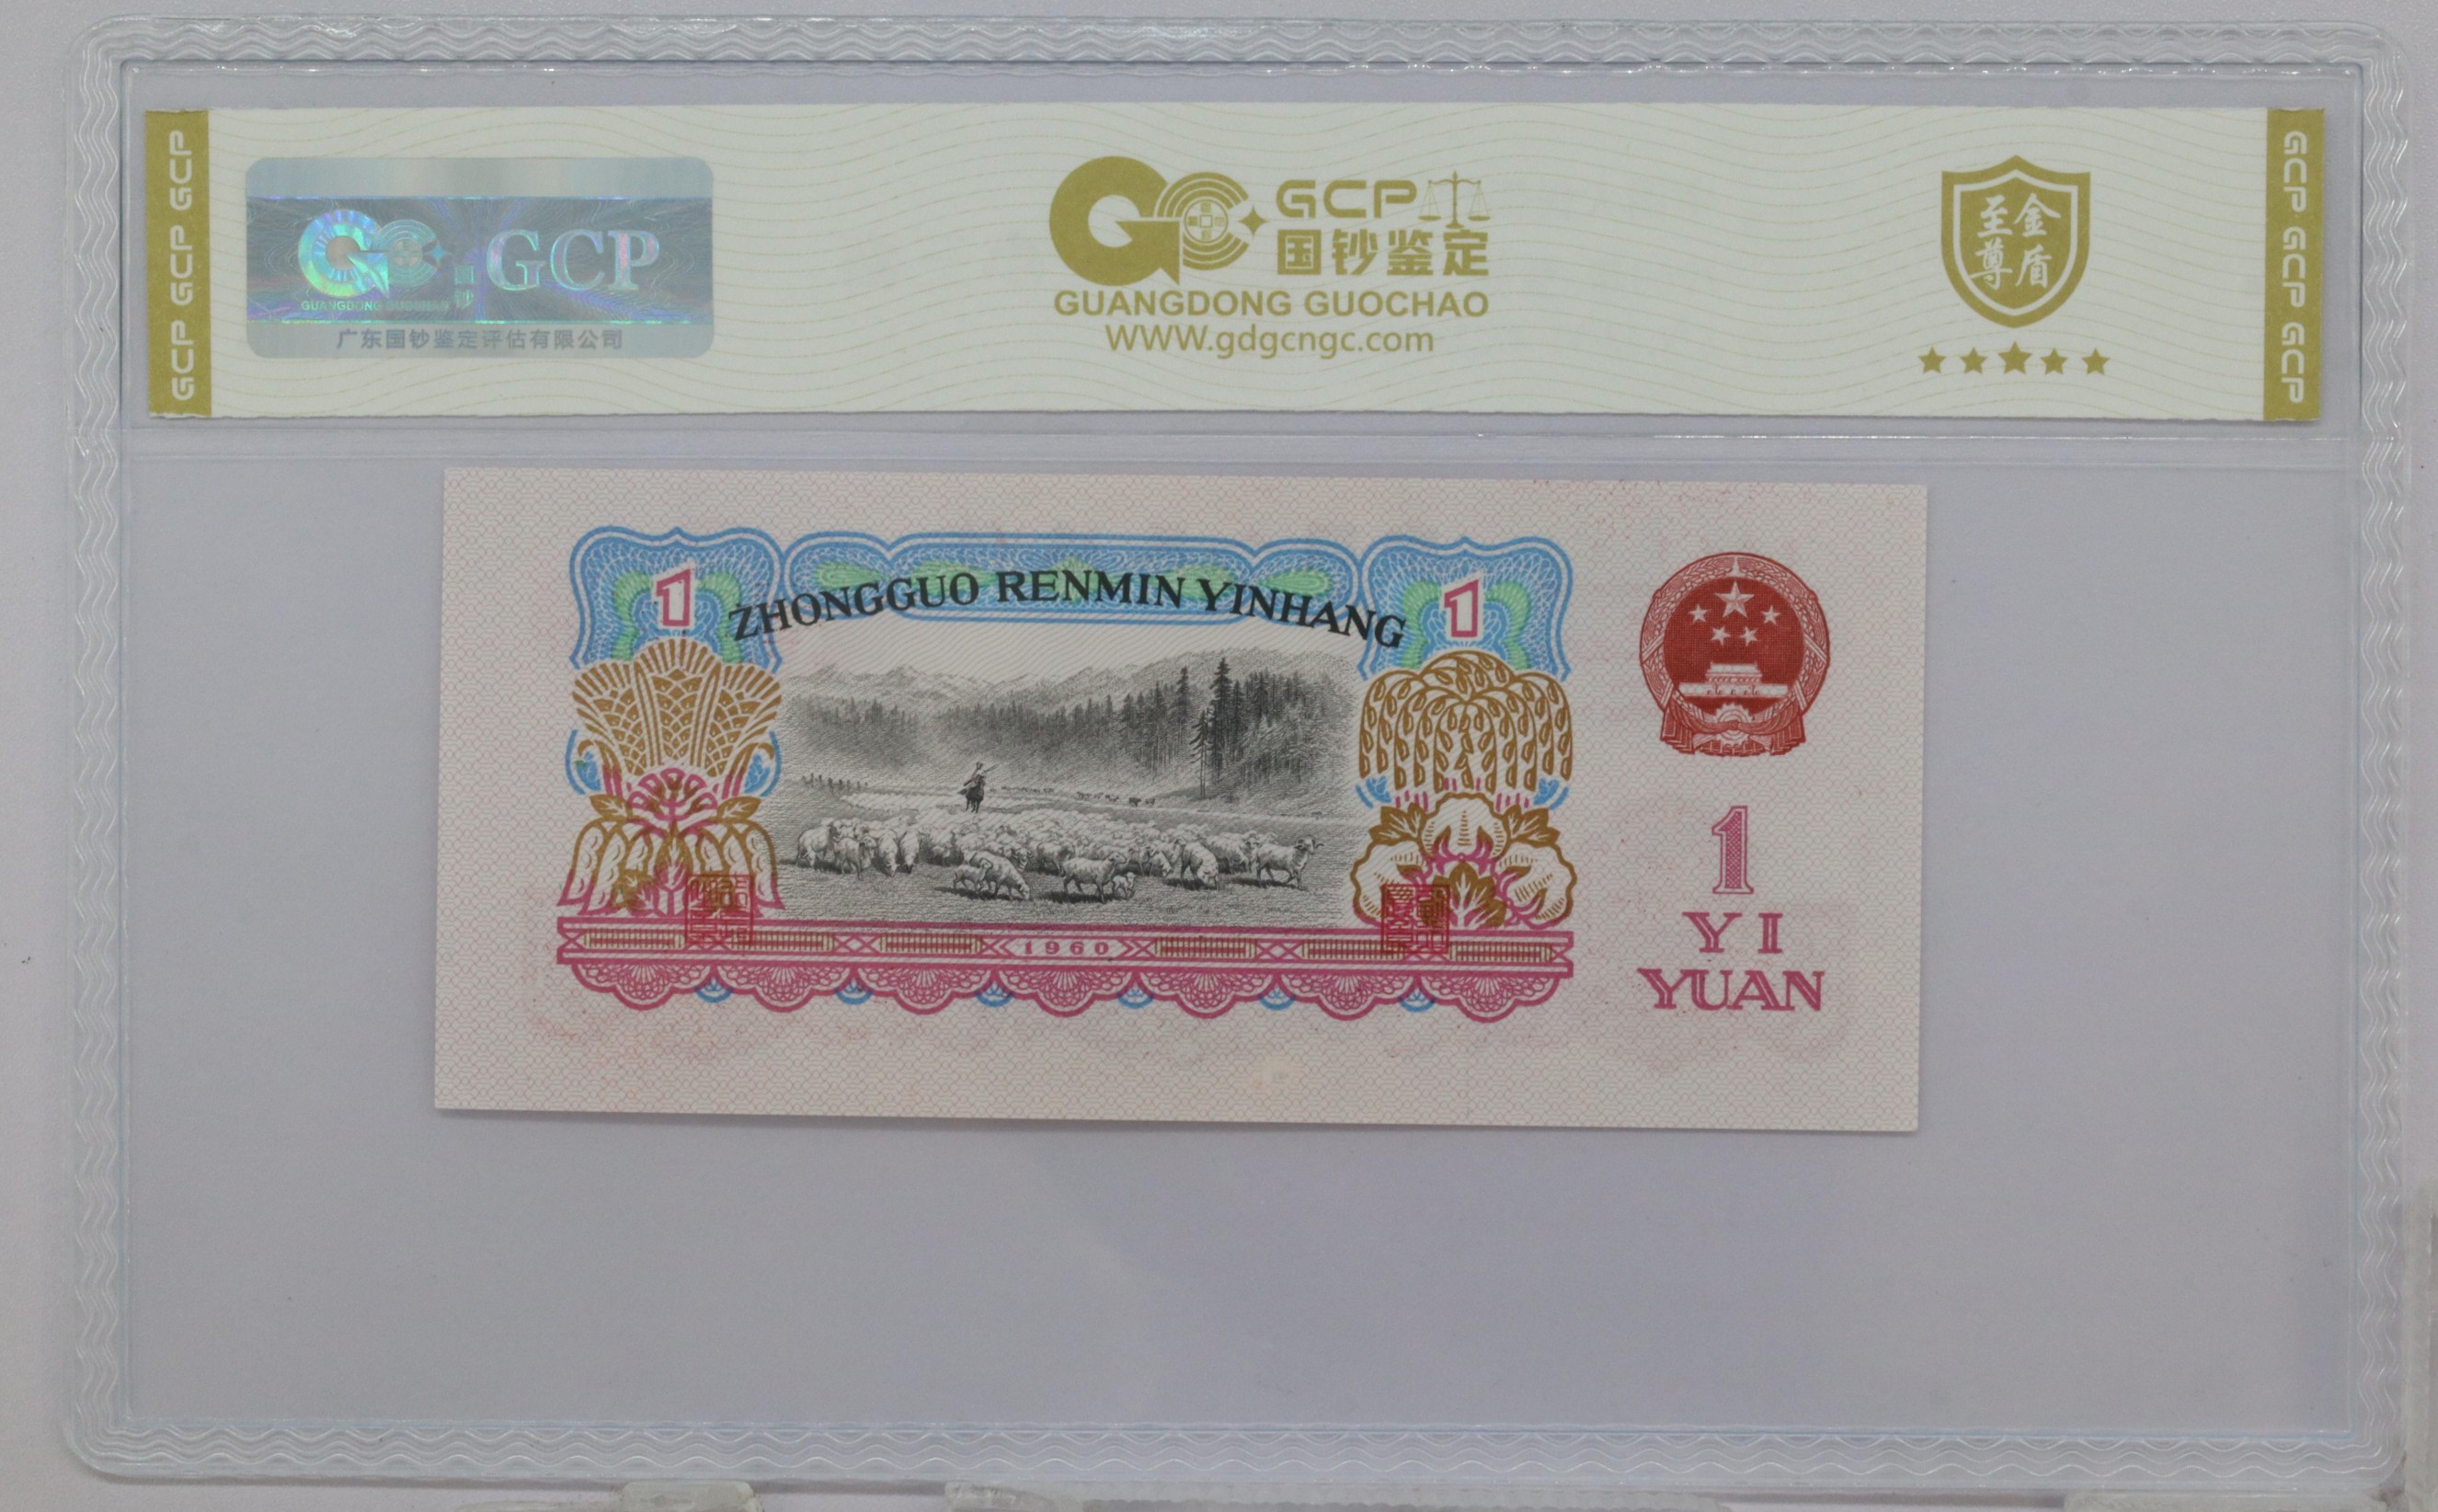 GCP GCP GCP
GCP
GUANGDONG GUOCHAO
国钞
广东国钞鉴定评估有限公司
GCP
国钞鉴定
GUANGDONG GUOCHAO
WWW.gdgcngc.com
至尊
金盾
GCP GCP GCP
1
ZHONGGUO RENMIN YINHANG
1
1960
1
YI
YUAN